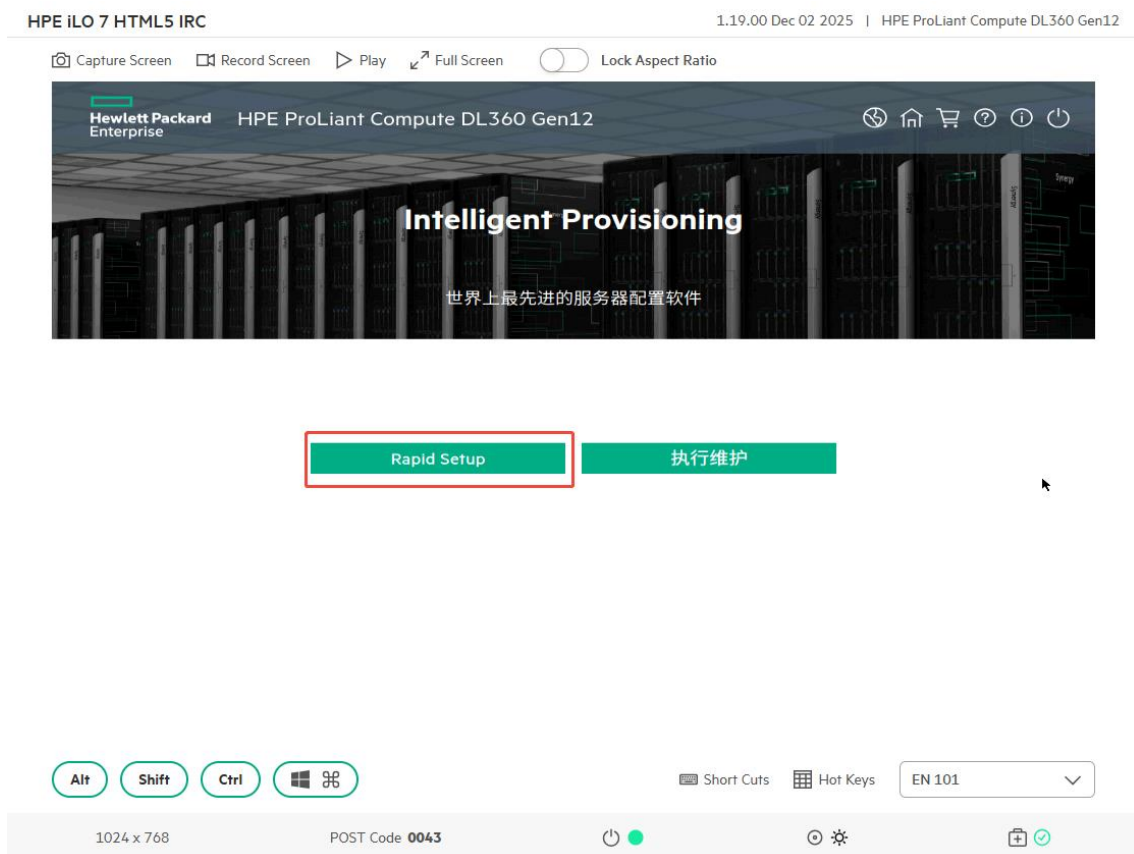 HPE iLO 7 HTML5 IRC
1.19.00 Dec 02 2025 | HPE ProLiant Compute DL360 Gen12
Capture Screen Record Screen Play Full Screen Lock Aspect Ratio
Hewlett Packard
Enterprise
HPE ProLiant Compute DL360 Gen12
Synergy
Intelligent Provisioning
世界上最先进的服务器配置软件
Rapid Setup 执行维护
Alt Shift Ctrl Short Cuts Hot Keys EN 101
1024 x 768 POST Code 0043